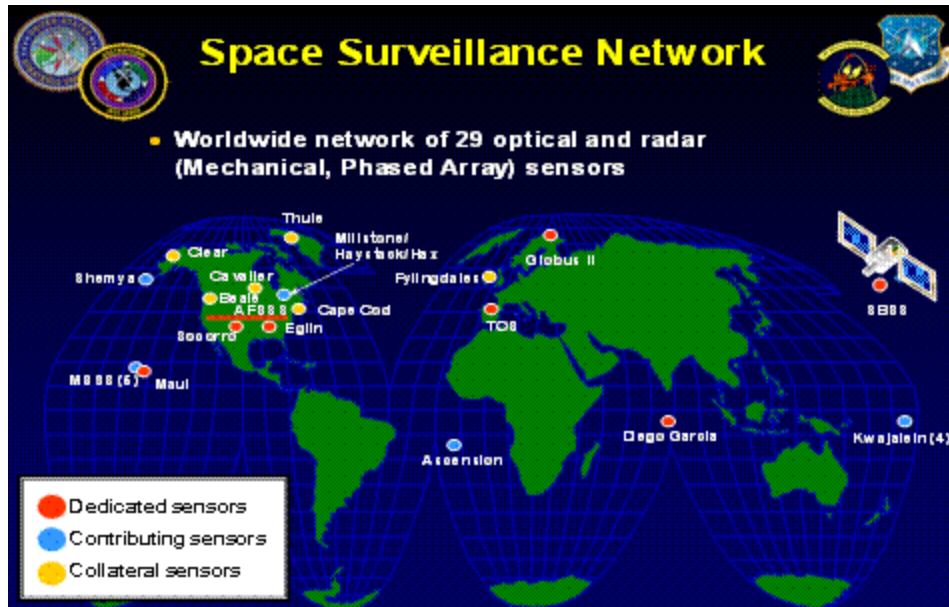 Space Surveillance Network
Worldwide network of 29 optical and radar
(Mechanical, Phased Array) sensors
Thule
Millstone/
Haystack/Hax
Clear
Globus II
Shemya
Cavalier
Fylingdales
Beale
AFSSS
Cape Cod
SBSS
Socorro
Eglin
TOS
MSSS (5)
Maui
Diego Garcia
Kwajalein (4)
Ascension
Dedicated sensors
Contributing sensors
Collateral sensors